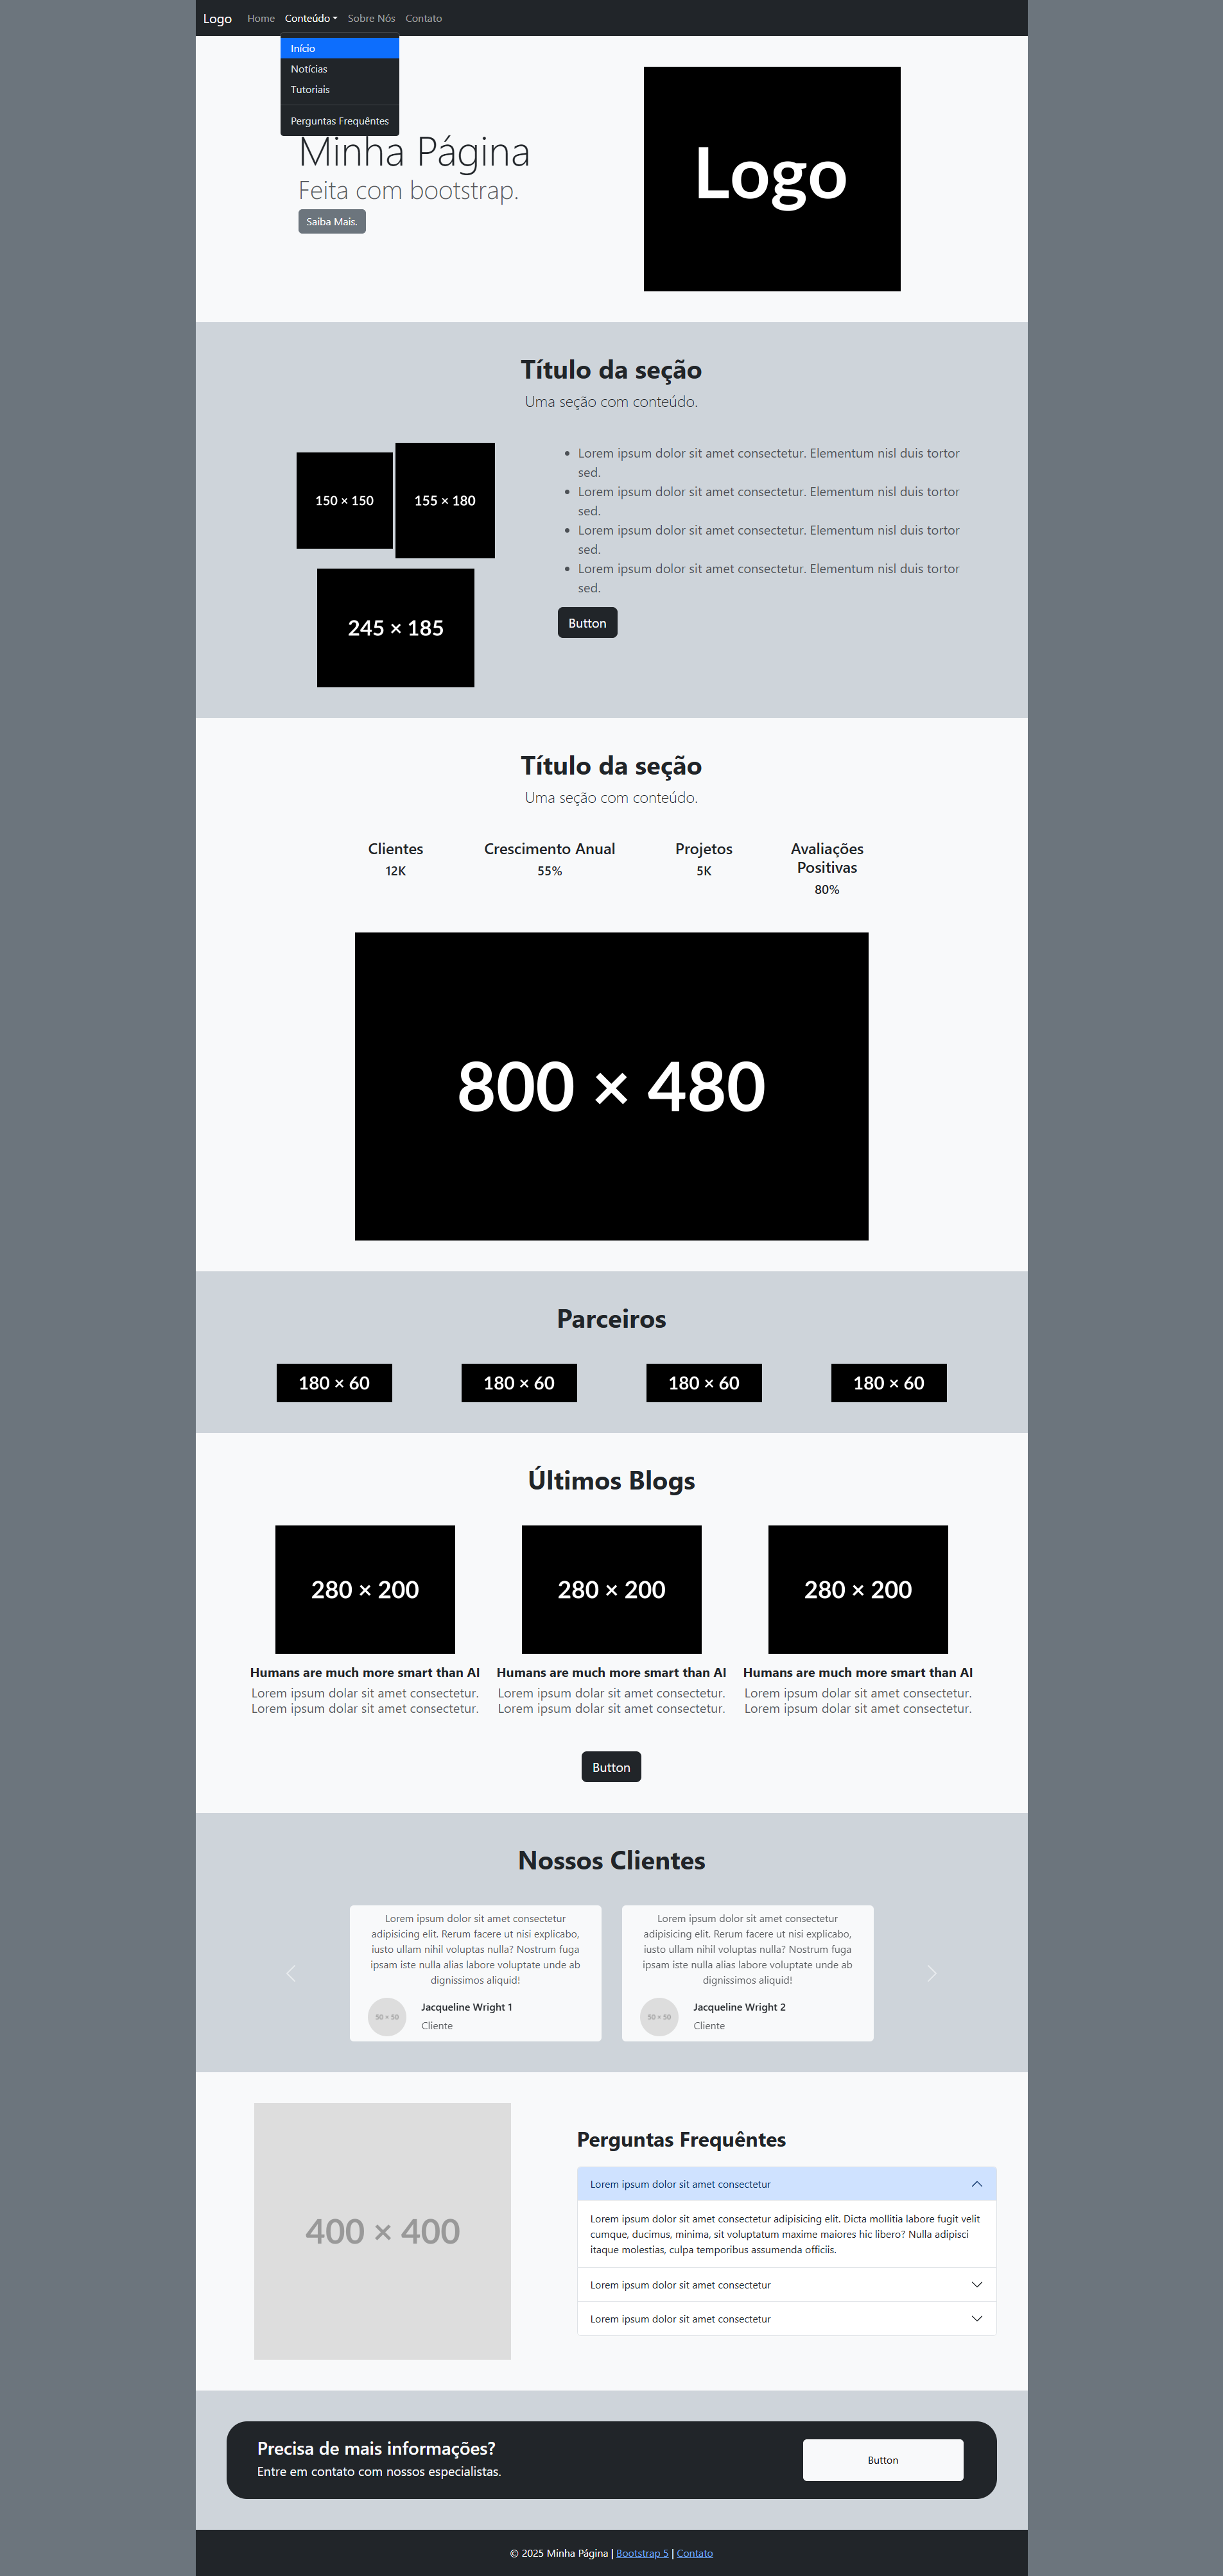 Logo Home Conteúdo Sobre Nós Contato
Início
Notícias
Tutoriais
Perguntas Frequêntes
Minha Página
Feita com bootstrap.
Saiba Mais.
Logo
Título da seção
Uma seção com conteúdo.
150 × 150
155 × 180
245 × 185
Lorem ipsum dolor sit amet consectetur. Elementum nisl duis tortor
sed.
Lorem ipsum dolor sit amet consectetur. Elementum nisl duis tortor
sed.
Lorem ipsum dolor sit amet consectetur. Elementum nisl duis tortor
sed.
Lorem ipsum dolor sit amet consectetur. Elementum nisl duis tortor
sed.
Button
Título da seção
Uma seção com conteúdo.
Clientes
12K
Crescimento Anual
55%
Projetos
5K
Avaliações
Positivas
80%
800 × 480
Parceiros
180 × 60
180 × 60
180 × 60
180 × 60
Últimos Blogs
280 × 200
Humans are much more smart than AI
Lorem ipsum dolar sit amet consectetur.
Lorem ipsum dolar sit amet consectetur.
280 × 200
Humans are much more smart than AI
Lorem ipsum dolar sit amet consectetur.
Lorem ipsum dolar sit amet consectetur.
280 × 200
Humans are much more smart than AI
Lorem ipsum dolar sit amet consectetur.
Lorem ipsum dolar sit amet consectetur.
Button
Nossos Clientes
Lorem ipsum dolor sit amet consectetur
adipisicing elit. Rerum facere ut nisi explicabo,
iusto ullam nihil voluptas nulla? Nostrum fuga
ipsam iste nulla alias labore voluptate unde ab
dignissimos aliquid!
50 × 50
Jacqueline Wright 1
Cliente
Lorem ipsum dolor sit amet consectetur
adipisicing elit. Rerum facere ut nisi explicabo,
iusto ullam nihil voluptas nulla? Nostrum fuga
ipsam iste nulla alias labore voluptate unde ab
dignissimos aliquid!
50 × 50
Jacqueline Wright 2
Cliente
400 × 400
Perguntas Frequêntes
Lorem ipsum dolor sit amet consectetur
Lorem ipsum dolor sit amet consectetur adipisicing elit. Dicta mollitia labore fugit velit
cumque, ducimus, minima, sit voluptatum maxime maiores hic libero? Nulla adipisci
itaque molestias, culpa temporibus assumenda officiis.
Lorem ipsum dolor sit amet consectetur
Lorem ipsum dolor sit amet consectetur
Precisa de mais informações?
Entre em contato com nossos especialistas.
Button
© 2025 Minha Página | Bootstrap 5 | Contato